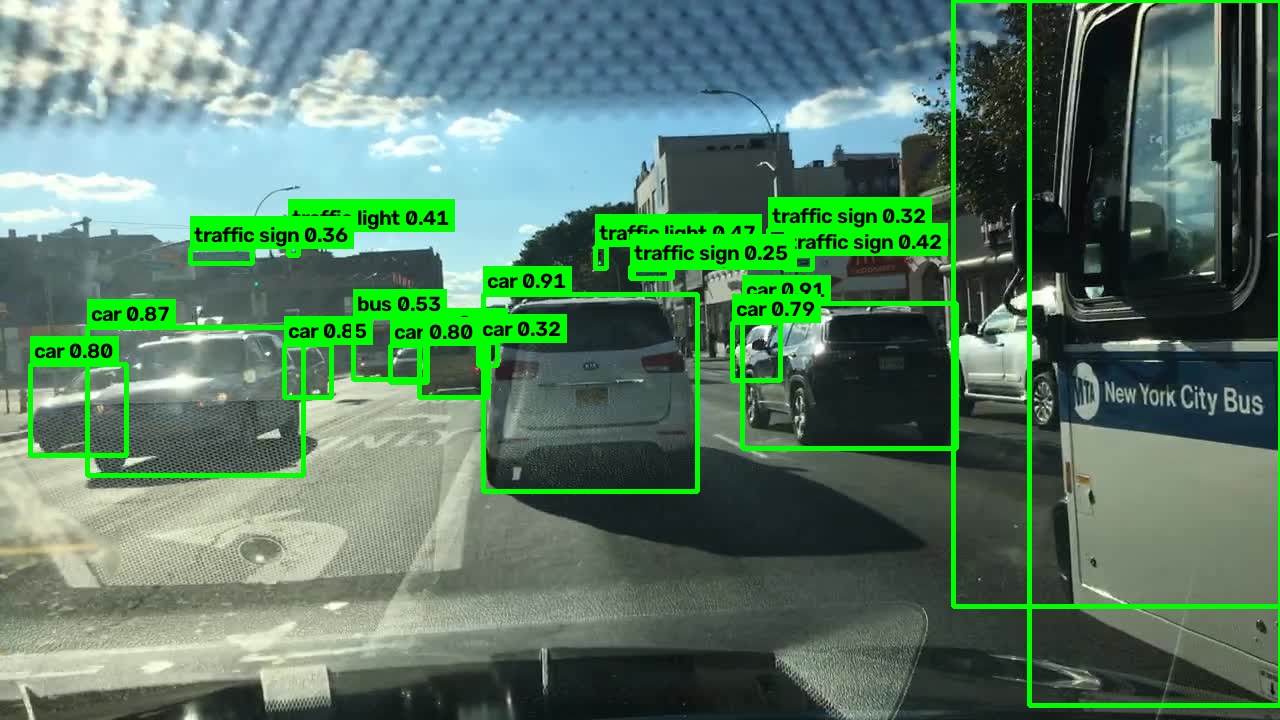 traffic light 0.41
traffic sign 0.36
traffic sign 0.32
traffic light 0.47
traffic sign 0.42
traffic sign 0.25
car 0.91
car 0.91
bus 0.53
car 0.87
car 0.79
car 0.85
car 0.80
car 0.32
car 0.80
ONLY
MTA New York City Bus
KIA